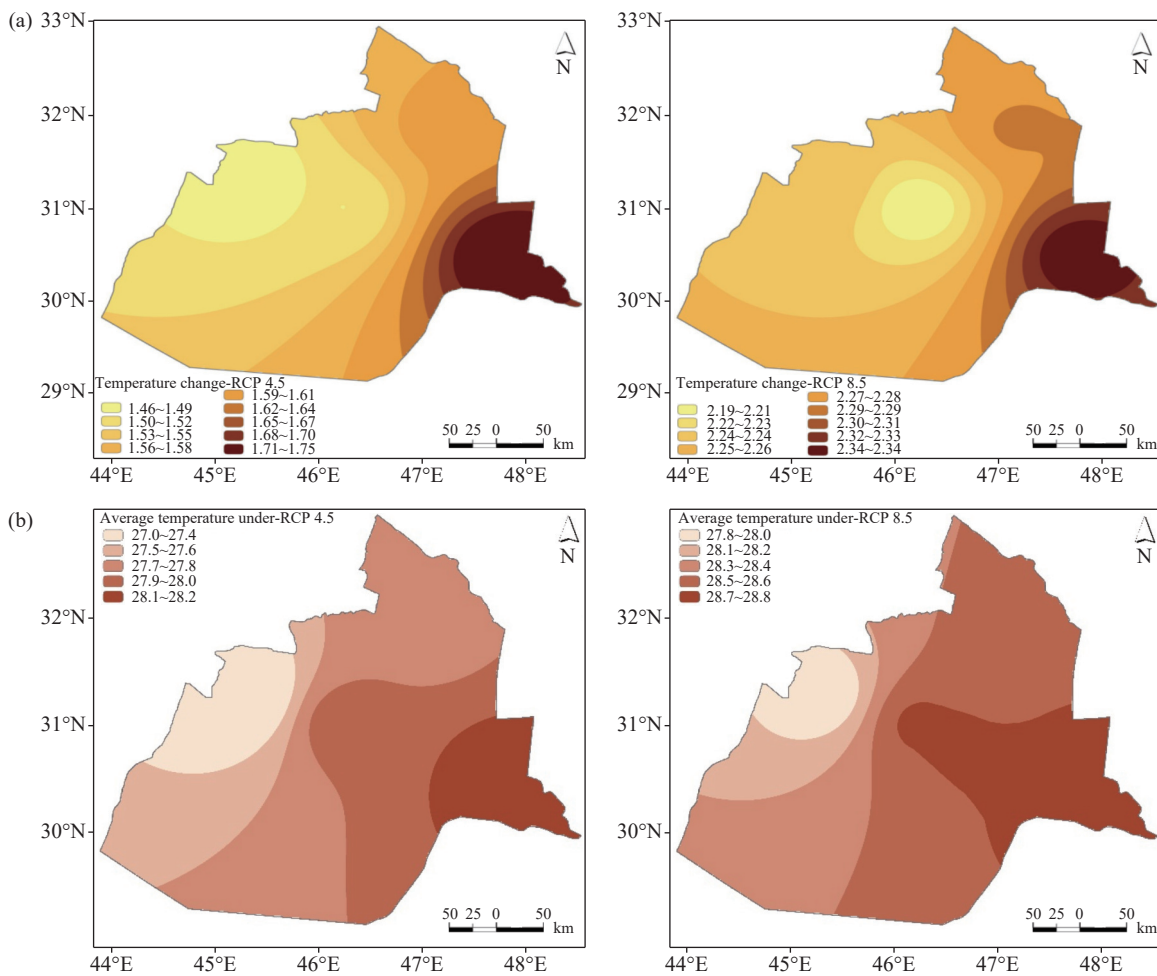 (a)
33°N
32°N
31°N
30°N
29°N
N
Temperature change-RCP 4.5
1.46~1.49
1.50~1.52
1.53~1.55
1.56~1.58
1.59~1.61
1.62~1.64
1.65~1.67
1.68~1.70
1.71~1.75
50 25 0 50
km
44°E 45°E 46°E 47°E 48°E
33°N
32°N
31°N
30°N
29°N
N
Temperature change-RCP 8.5
2.19~2.21
2.22~2.23
2.24~2.24
2.25~2.26
2.27~2.28
2.29~2.29
2.30~2.31
2.32~2.33
2.34~2.34
50 25 0 50
km
44°E 45°E 46°E 47°E 48°E
(b)
Average temperature under-RCP 4.5
27.0~27.4
27.5~27.6
27.7~27.8
27.9~28.0
28.1~28.2
N
32°N
31°N
30°N
50 25 0 50
km
44°E 45°E 46°E 47°E 48°E
Average temperature under-RCP 8.5
27.8~28.0
28.1~28.2
28.3~28.4
28.5~28.6
28.7~28.8
N
32°N
31°N
30°N
50 25 0 50
km
44°E 45°E 46°E 47°E 48°E